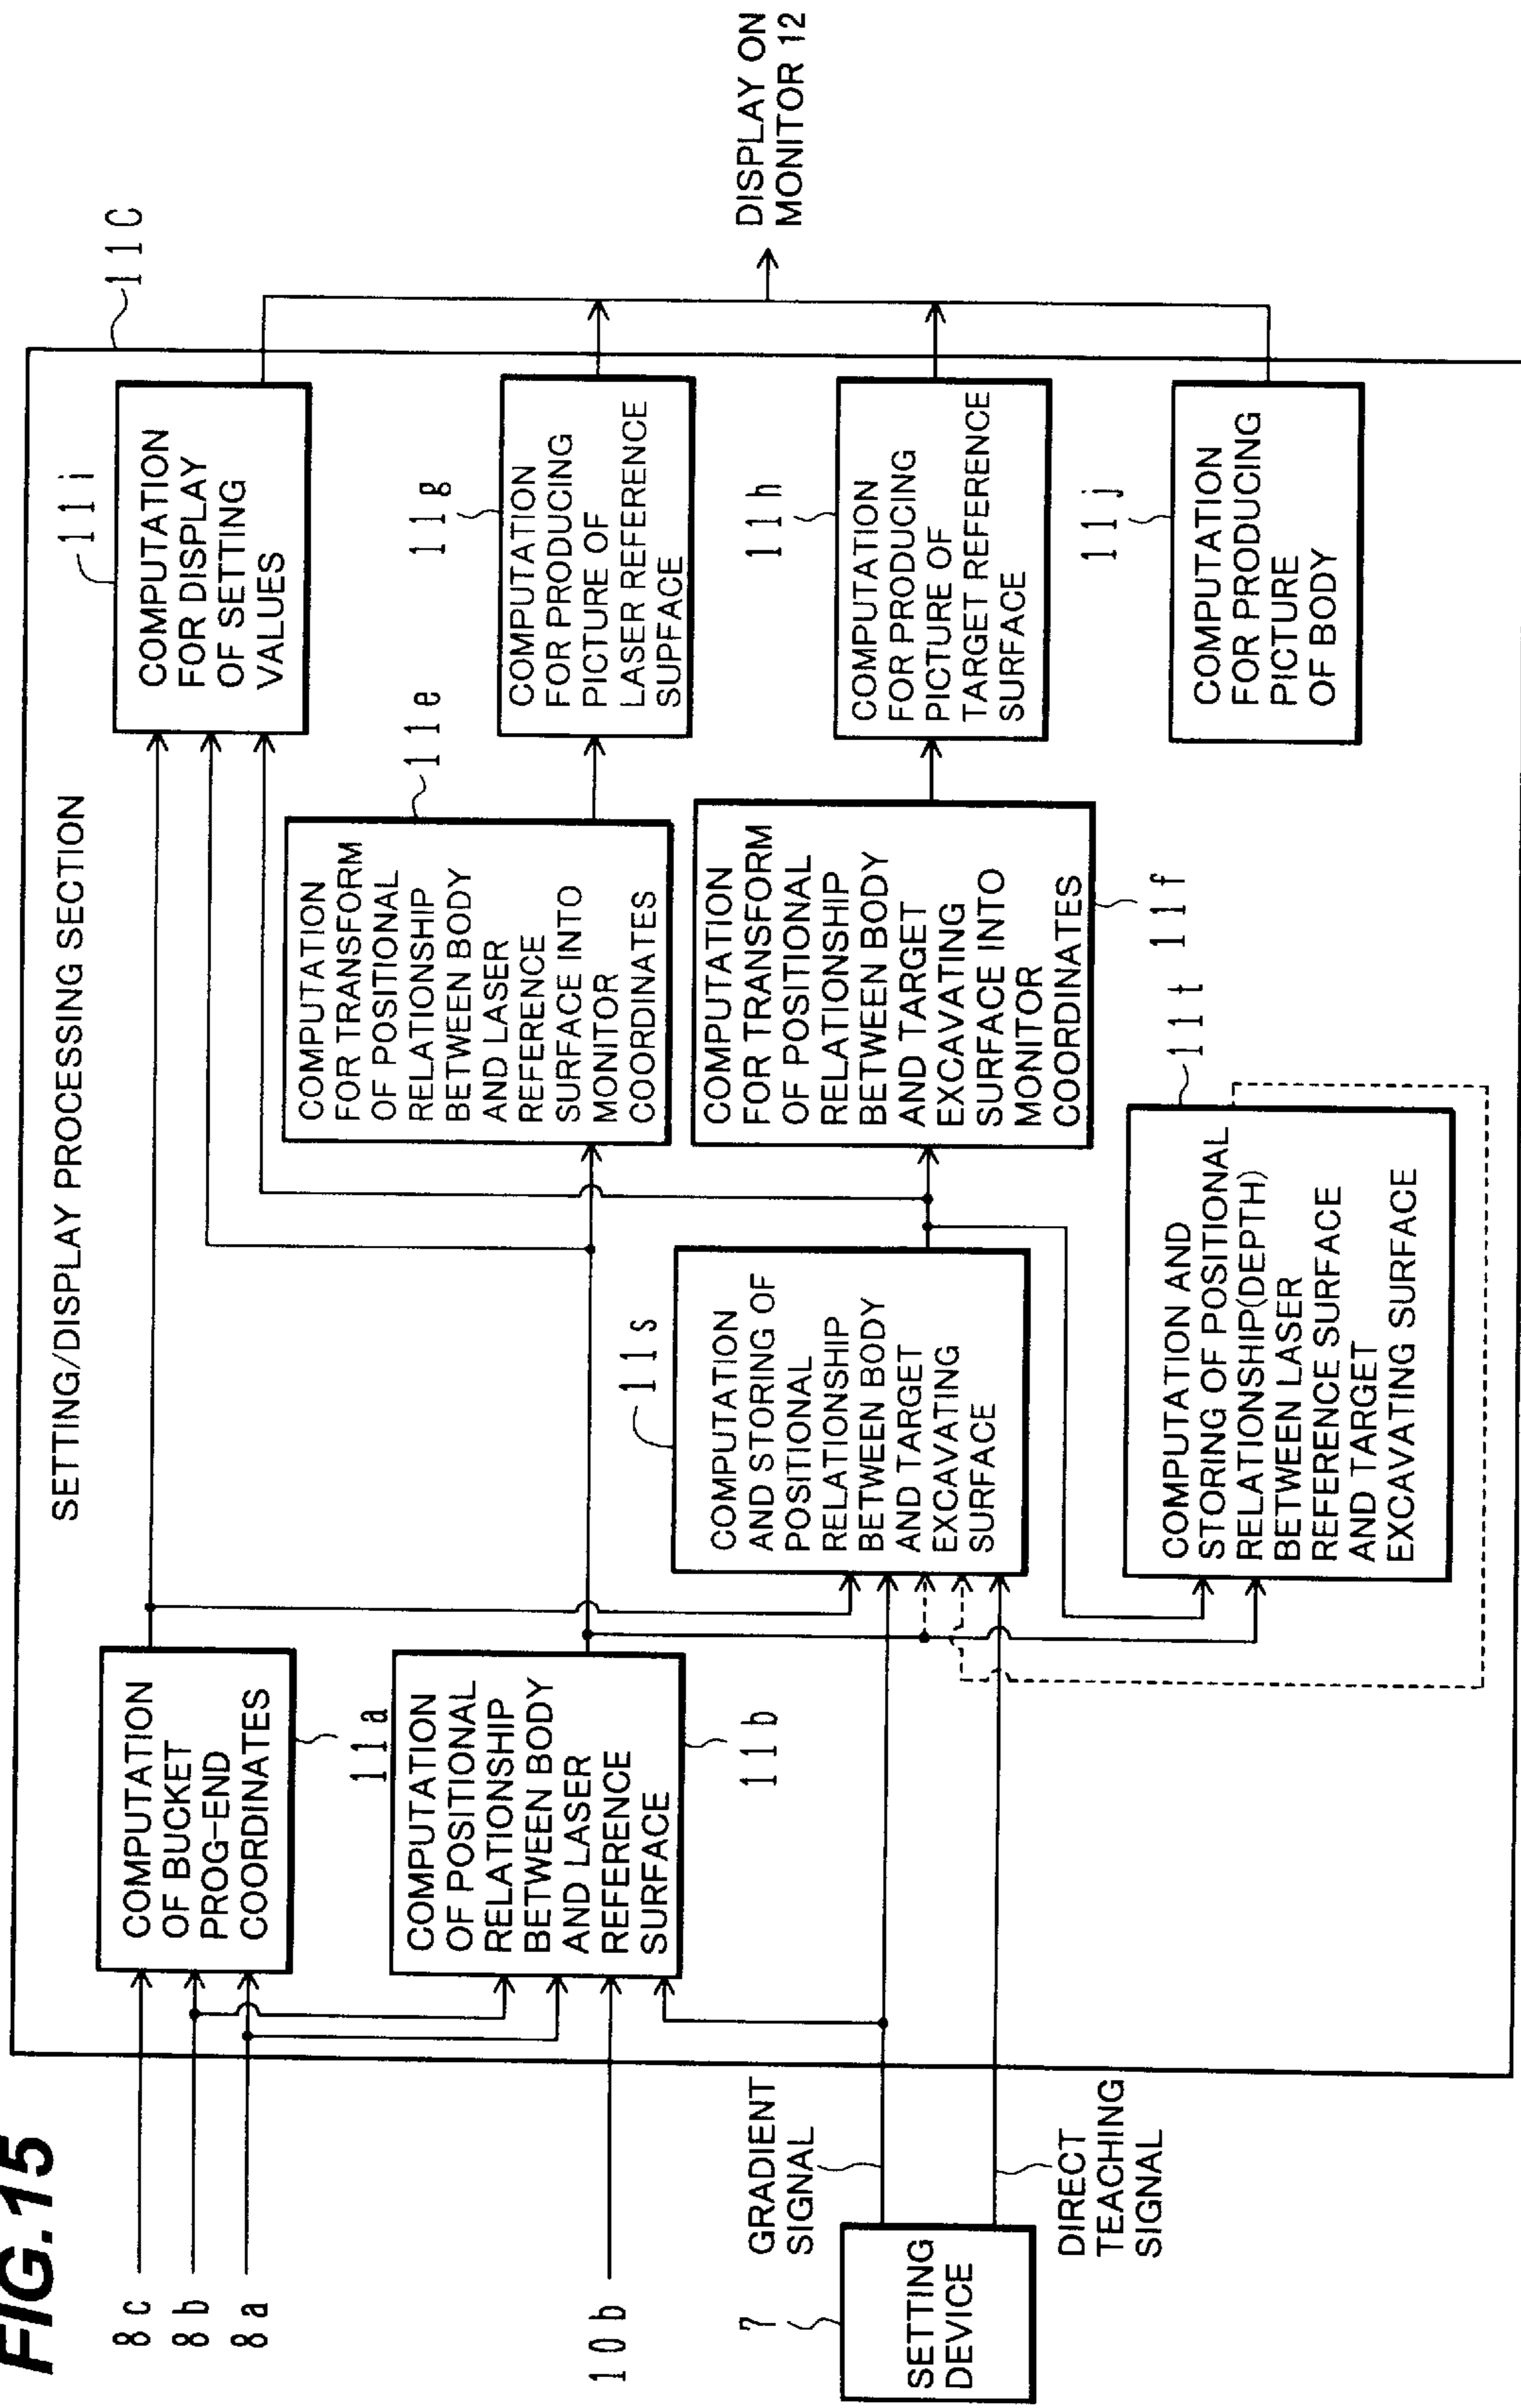 FIG.15
SETTING/DISPLAY PROCESSING SECTION
11C
8c
8b
8a
10b
7
SETTING
DEVICE
GRADIENT
SIGNAL
DIRECT
TEACHING
SIGNAL
COMPUTATION
OF BUCKET
PROG-END
COORDINATES
11a
COMPUTATION
OF POSITIONAL
RELATIONSHIP
BETWEEN BODY
AND LASER
REFERENCE
SURFACE
11b
COMPUTATION
AND STORING OF
POSITIONAL
RELATIONSHIP
BETWEEN BODY
AND TARGET
EXCAVATING
SURFACE
11s
COMPUTATION AND
STORING OF POSITIONAL
RELATIONSHIP(DEPTH)
BETWEEN LASER
REFERENCE SURFACE
AND TARGET
EXCAVATING SURFACE
11t
COMPUTATION
FOR TRANSFORM
OF POSITIONAL
RELATIONSHIP
BETWEEN BODY
AND LASER
REFERENCE
SURFACE INTO
MONITOR
COORDINATES
11e
COMPUTATION
FOR TRANSFORM
OF POSITIONAL
RELATIONSHIP
BETWEEN BODY
AND TARGET
EXCAVATING
SURFACE INTO
MONITOR
COORDINATES
11f
COMPUTATION
FOR DISPLAY
OF SETTING
VALUES
11i
COMPUTATION
FOR PRODUCING
PICTURE OF
LASER REFERENCE
SUPFACE
11g
COMPUTATION
FOR PRODUCING
PICTURE OF
TARGET REFERENCE
SURFACE
11h
COMPUTATION
FOR PRODUCING
PICTURE
OF BODY
11j
DISPLAY ON
MONITOR 12